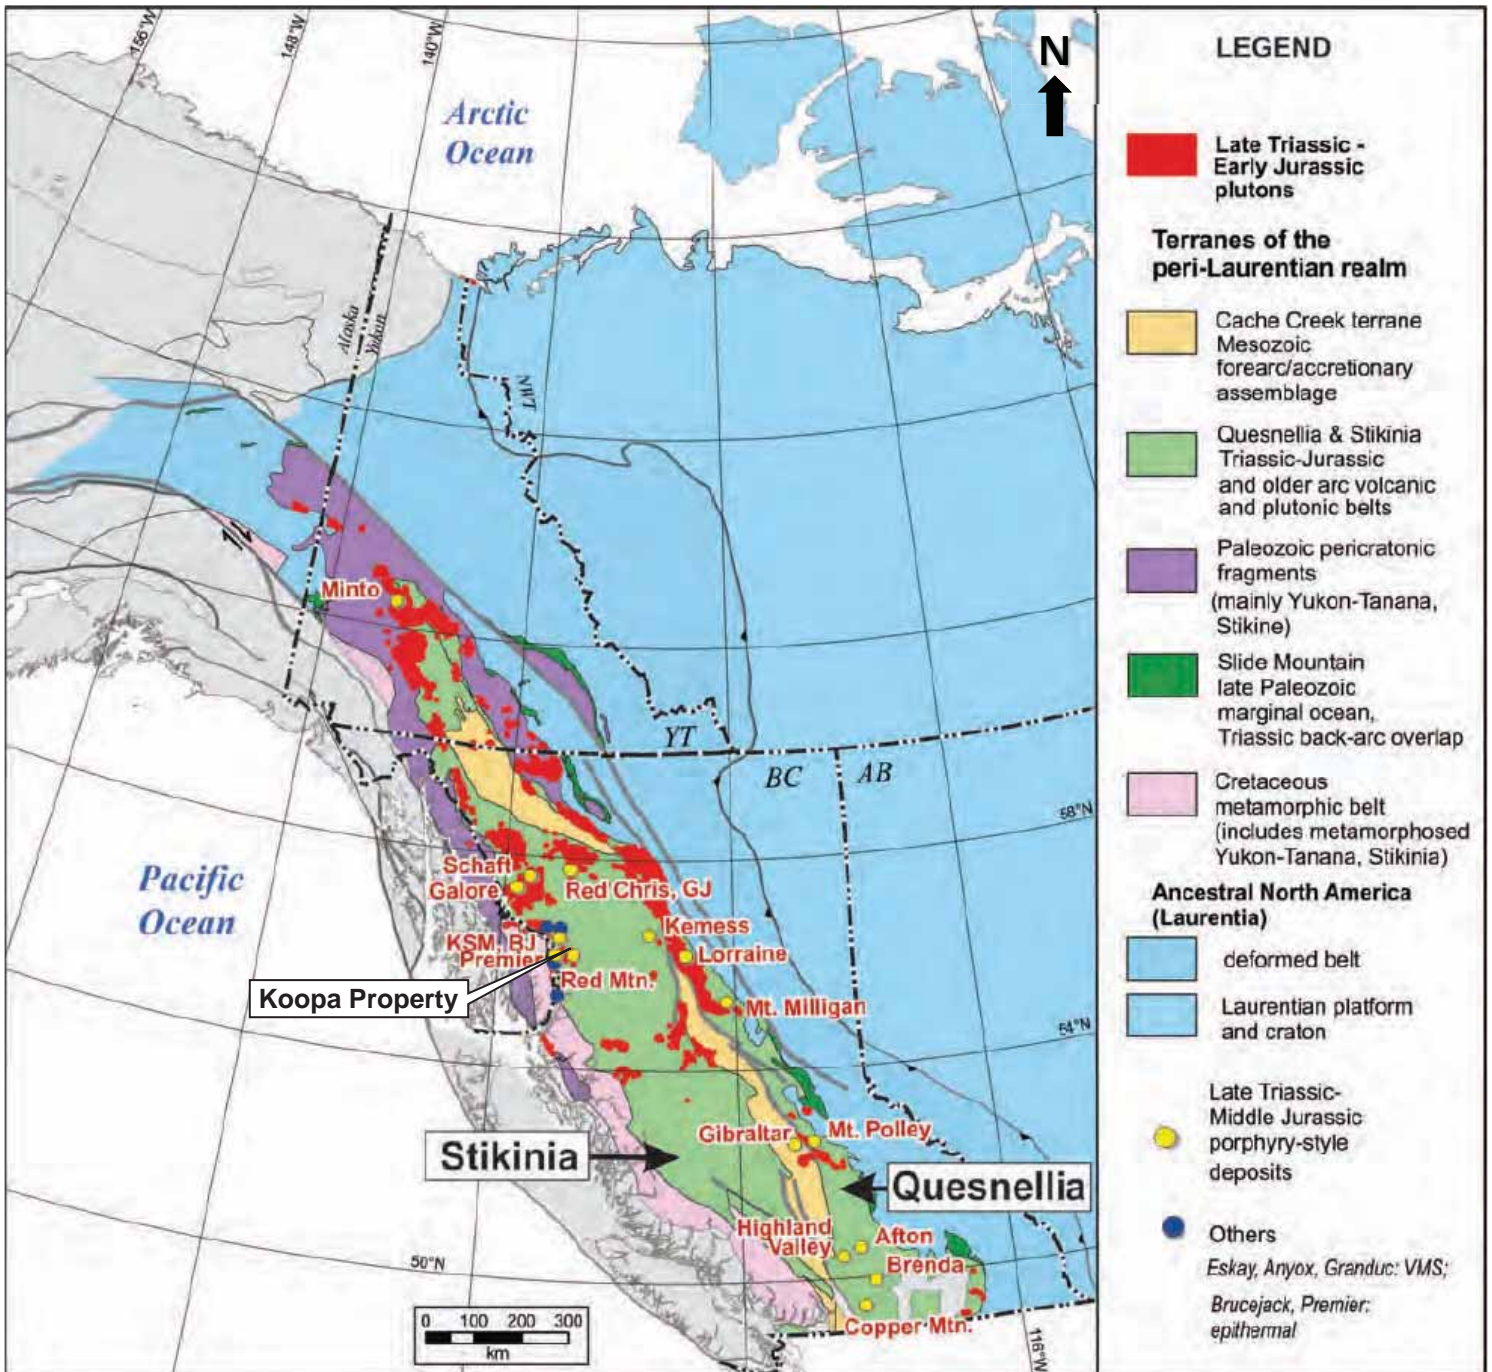 156°W
148°W
140°W
N
Arctic
Ocean
Alaska
Yukon
NWT
Minto
YT
BC
AB
58°N
Pacific
Ocean
Schaft
Galore
Red Chris, GJ
Kemess
KSM, BJ
Premier
Lorraine
Red Mtn.
Koopa Property
Mt. Milligan
54°N
Gibraltar
Mt. Polley
Stikinia
Quesnellia
Highland
Valley
Afton
Brenda
50°N
Copper Mtn.
116°W
0 100 200 300
km
LEGEND
Late Triassic -
Early Jurassic
plutons
Terranes of the
peri-Laurentian realm
Cache Creek terrane
Mesozoic
forearc/accretionary
assemblage
Quesnellia & Stikinia
Triassic-Jurassic
and older arc volcanic
and plutonic belts
Paleozoic pericratonic
fragments
(mainly Yukon-Tanana,
Stikine)
Slide Mountain
late Paleozoic
marginal ocean,
Triassic back-arc overlap
Cretaceous
metamorphic belt
(includes metamorphosed
Yukon-Tanana, Stikinia)
Ancestral North America
(Laurentia)
deformed belt
Laurentian platform
and craton
Late Triassic-
Middle Jurassic
porphyry-style
deposits
Others
Eskay, Anyox, Granduc: VMS;
Brucejack, Premier:
epithermal